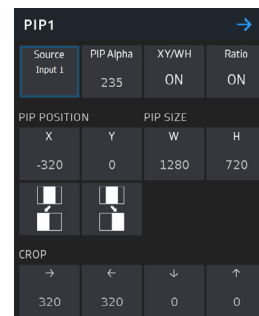 PIP1 →
Source PIP Alpha XY/WH Ratio
Input 1 235 ON ON
PIP POSITION PIP SIZE
X Y W H
-320 0 1280 720
CROP
→ ← ↓ ↑
320 320 0 0